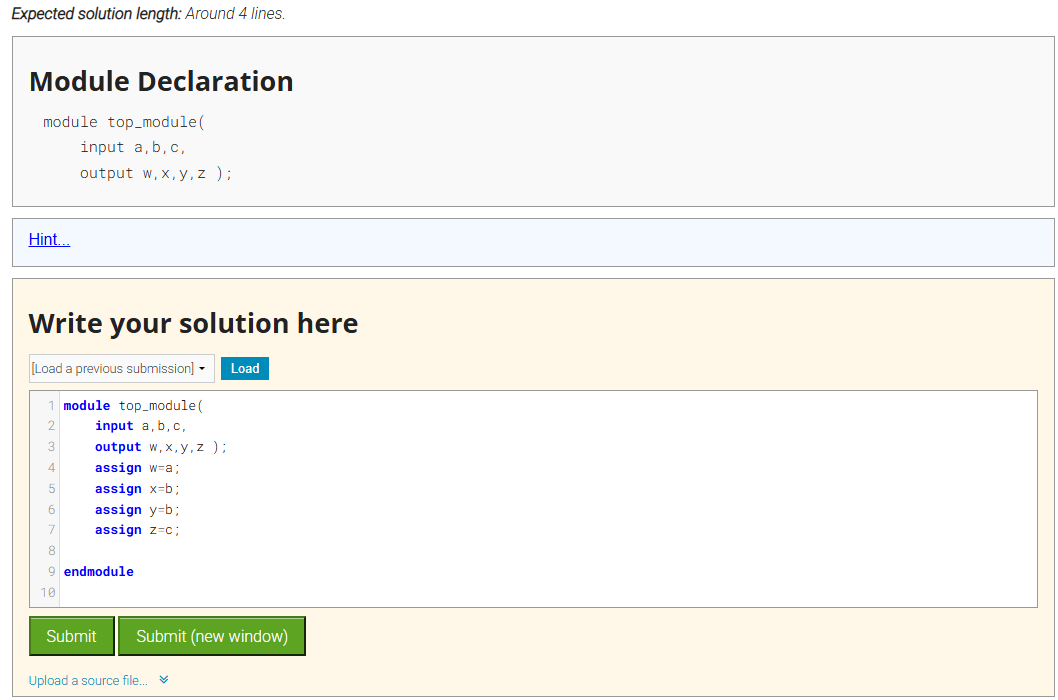 Expected solution length: Around 4 lines.
Module Declaration
module top_module(
    input a,b,c,
    output w,x,y,z );
Hint...
Write your solution here
[Load a previous submission] Load
1 module top_module(
2     input a,b,c,
3     output w,x,y,z );
4     assign w=a;
5     assign x=b;
6     assign y=b;
7     assign z=c;
8
9 endmodule
10
Submit Submit (new window)
Upload a source file...